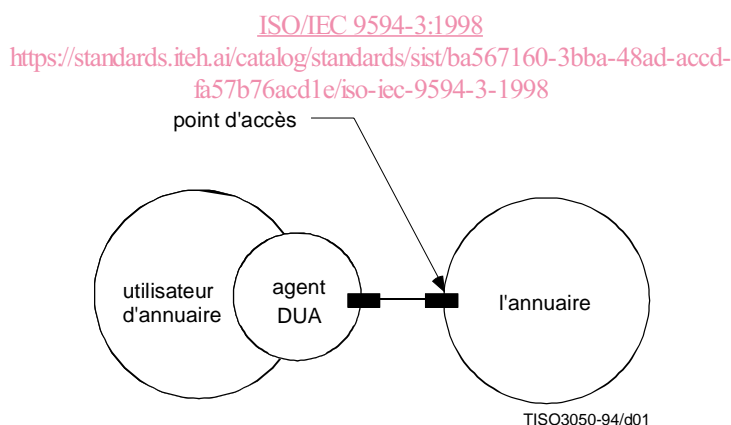 ISO/IEC 9594-3:1998
https://standards.iteh.ai/catalog/standards/sist/ba567160-3bba-48ad-accd-
fa57b76acd1e/iso-iec-9594-3-1998
point d'accès
utilisateur
d'annuaire
agent
DUA
l'annuaire
TISO3050-94/d01